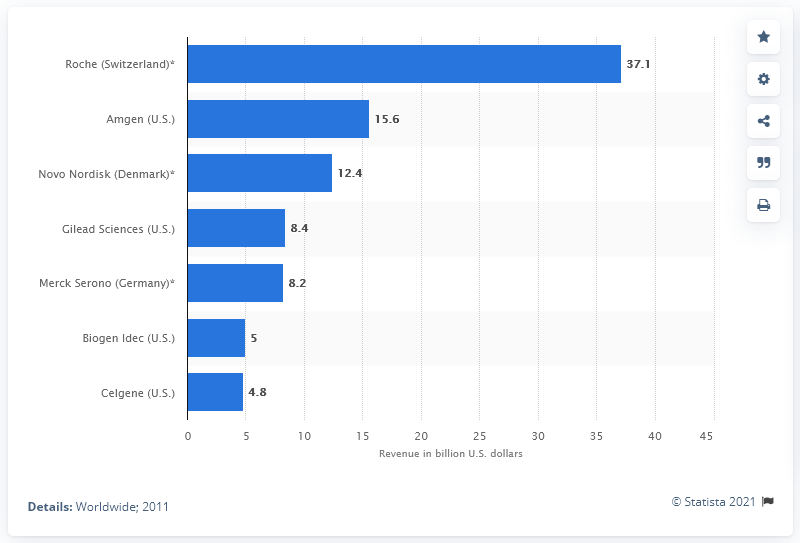 Roche (Switzerland)* 37.1
Amgen (U.S.) 15.6
Novo Nordisk (Denmark)* 12.4
Gilead Sciences (U.S.) 8.4
Merck Serono (Germany)* 8.2
Biogen Idec (U.S.) 5
Celgene (U.S.) 4.8
0 5 10 15 20 25 30 35 40 45
Revenue in billion U.S. dollars
Details: Worldwide; 2011
© Statista 2021